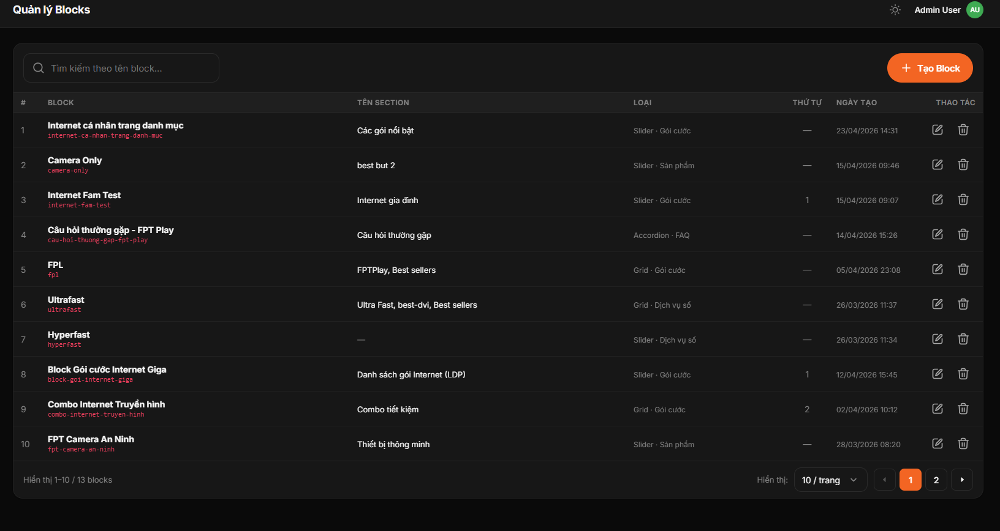 Quản lý Blocks
Admin User AU
Tìm kiếm theo tên block...
Tạo Block
# BLOCK TÊN SECTION LOẠI THỨ TỰ NGÀY TẠO THAO TÁC
1 Internet cá nhân trang danh mục Các gói nổi bật Slider · Gói cước — 23/04/2026 14:31
internet-ca-nhan-trang-danh-muc
2 Camera Only best but 2 Slider · Sản phẩm — 15/04/2026 09:46
camera-only
3 Internet Fam Test Internet gia đình Slider · Gói cước 1 15/04/2026 09:07
internet-fam-test
4 Câu hỏi thường gặp - FPT Play Câu hỏi thường gặp Accordion · FAQ — 14/04/2026 15:26
cau-hoi-thuong-gap-fpt-play
5 FPL FPTPlay, Best sellers Grid · Gói cước — 05/04/2026 23:08
fpl
6 Ultrafast Ultra Fast, best-dvi, Best sellers Grid · Dịch vụ số — 26/03/2026 11:37
ultrafast
7 Hyperfast — Slider · Dịch vụ số — 26/03/2026 11:34
hyperfast
8 Block Gói cước Internet Giga Danh sách gói Internet (LDP) Slider · Gói cước 1 12/04/2026 15:45
block-goi-internet-giga
9 Combo Internet Truyền hình Combo tiết kiệm Grid · Gói cước 2 02/04/2026 10:12
combo-internet-truyen-hinh
10 FPT Camera An Ninh Thiết bị thông minh Slider · Sản phẩm — 28/03/2026 08:20
fpt-camera-an-ninh
Hiển thị 1–10 / 13 blocks Hiển thị: 10 / trang 1 2